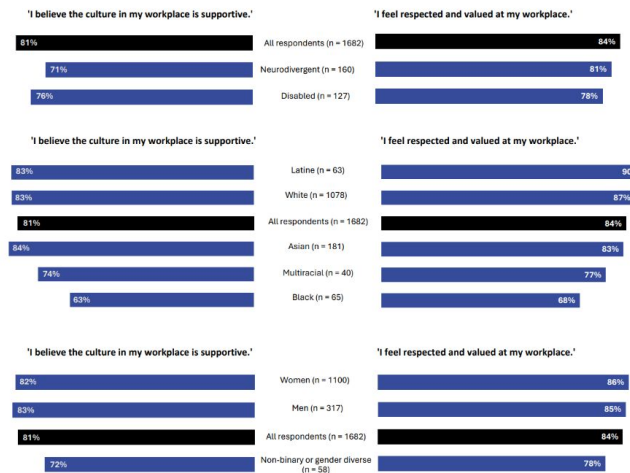 'I believe the culture in my workplace is supportive.' 'I feel respected and valued at my workplace.'
81% All respondents (n = 1682) 84%
71% Neurodivergent (n = 160) 81%
76% Disabled (n = 127) 78%
'I believe the culture in my workplace is supportive.' 'I feel respected and valued at my workplace.'
83% Latine (n = 63) 90
83% White (n = 1078) 87%
81% All respondents (n = 1682) 84%
84% Asian (n = 181) 83%
74% Multiracial (n = 40) 77%
63% Black (n = 65) 68%
'I believe the culture in my workplace is supportive.' 'I feel respected and valued at my workplace.'
82% Women (n = 1100) 86%
83% Men (n = 317) 85%
81% All respondents (n = 1682) 84%
72% Non-binary or gender diverse 78%
(n = 58)